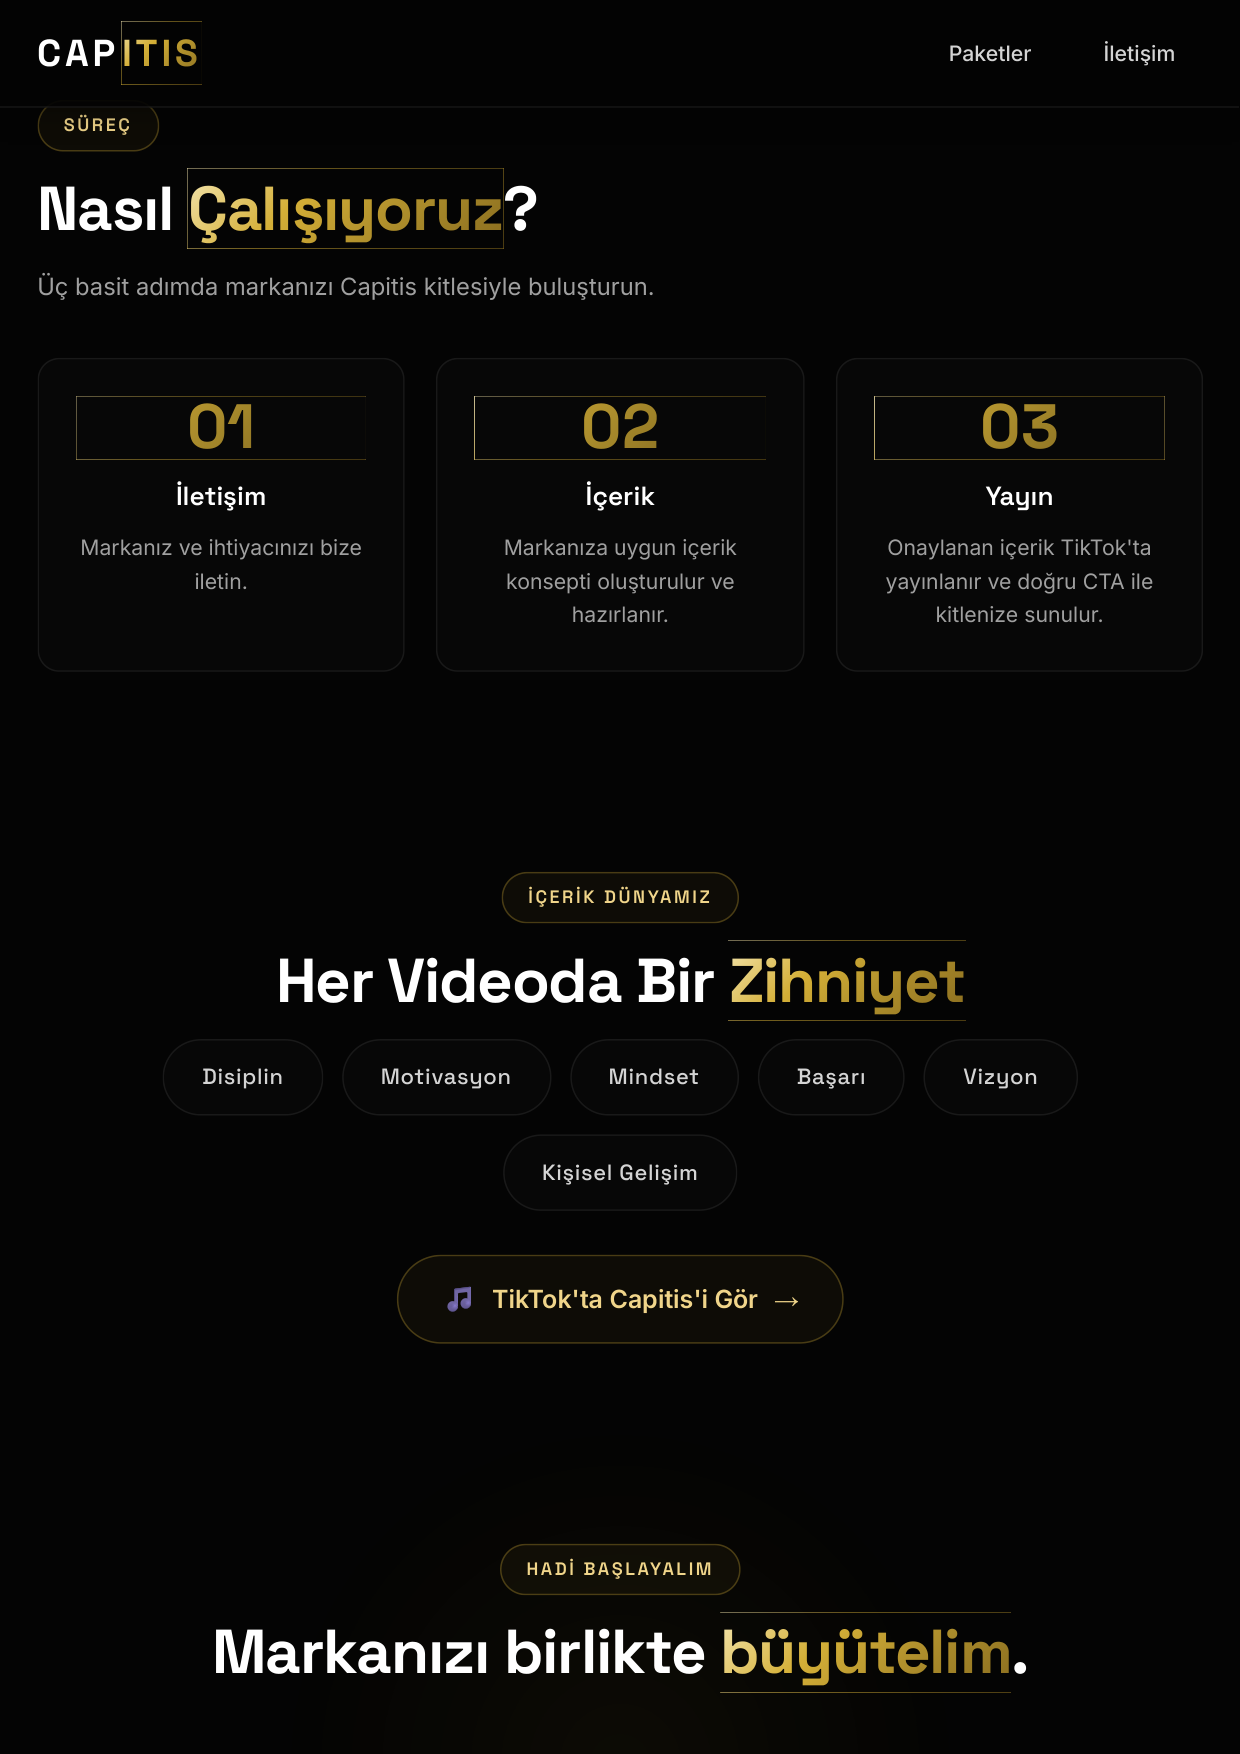 CAPITIS
Paketler
İletişim
SÜREÇ
Nasıl Çalışıyoruz?
Üç basit adımda markanızı Capitis kitlesiyle buluşturun.
01
İletişim
Markanız ve ihtiyacınızı bize
iletin.
02
İçerik
Markanıza uygun içerik
konsepti oluşturulur ve
hazırlanır.
03
Yayın
Onaylanan içerik TikTok'ta
yayınlanır ve doğru CTA ile
kitlenize sunulur.
İÇERİK DÜNYAMIZ
Her Videoda Bir Zihniyet
Disiplin
Motivasyon
Mindset
Başarı
Vizyon
Kişisel Gelişim
🎵 TikTok'ta Capitis'i Gör →
HADİ BAŞLAYALIM
Markanızı birlikte büyütelim.